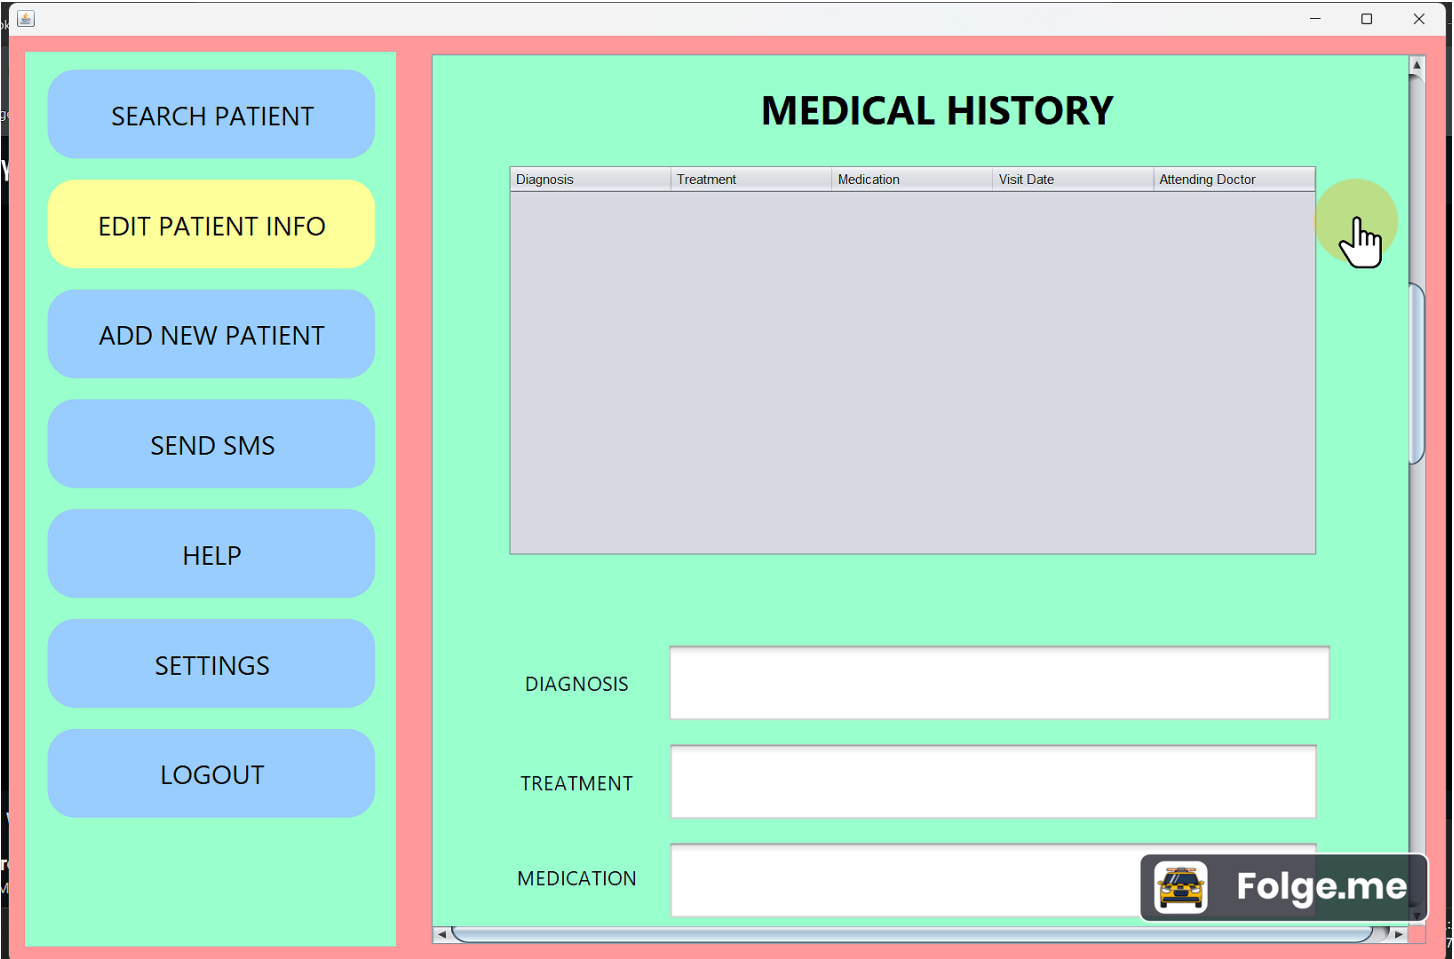 SEARCH PATIENT
EDIT PATIENT INFO
ADD NEW PATIENT
SEND SMS
HELP
SETTINGS
LOGOUT
MEDICAL HISTORY
Diagnosis Treatment Medication Visit Date Attending Doctor
DIAGNOSIS
TREATMENT
MEDICATION
Folge.me